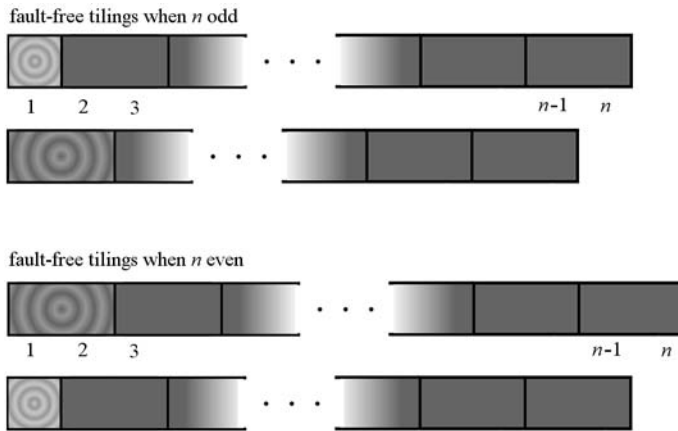 fault-free tilings when n odd
. . .
1 2 3 n-1 n
. . .
fault-free tilings when n even
. . .
1 2 3 n-1 n
. . .